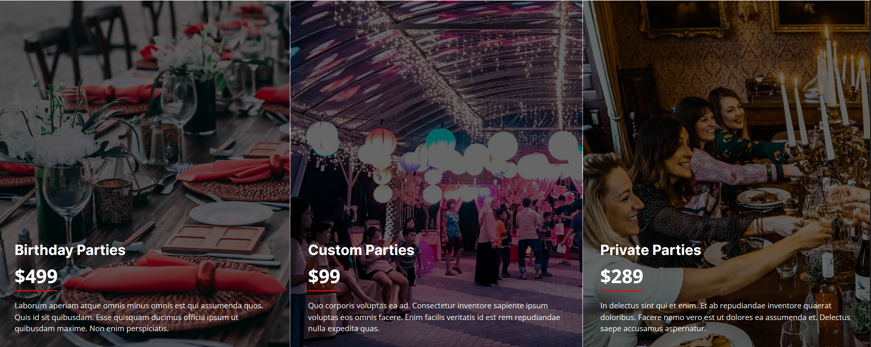 Birthday Parties
$499
Laborum aperiam atque omnis minus omnis est qui assumenda quos.
Quis id sit quibusdam. Esse quisquam ducimus officia ipsum ut
quibusdam maxime. Non enim perspiciatis.
Custom Parties
$99
Quo corporis voluptas ea ad. Consectetur inventore sapiente ipsum
voluptas eos omnis facere. Enim facilis veritatis id est rem repudiandae
nulla expedita quas.
Private Parties
$289
In delectus sint qui et enim. Et ab repudiandae inventore quaerat
doloribus. Facere nemo vero est ut dolores ea assumenda et. Delectus
saepe accusamus aspernatur.